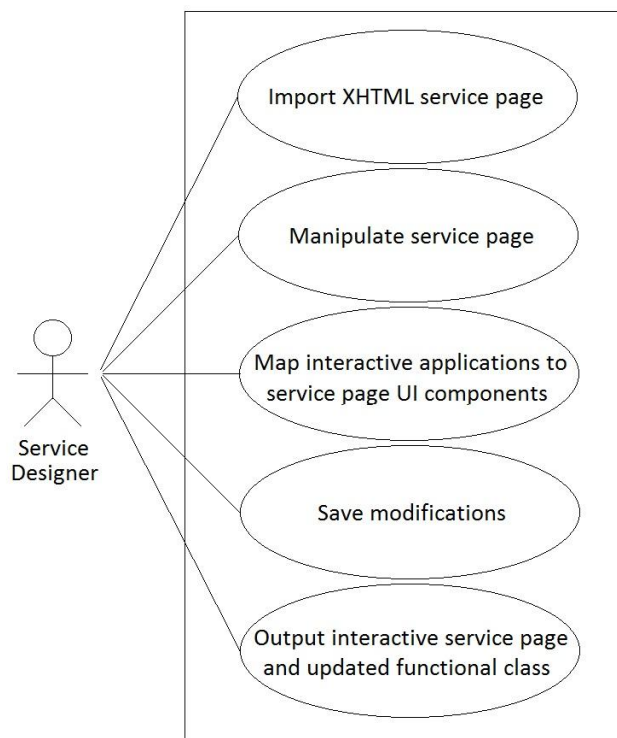 Import XHTML service page
Manipulate service page
Map interactive applications to
service page UI components
Service
Designer
Save modifications
Output interactive service page
and updated functional class